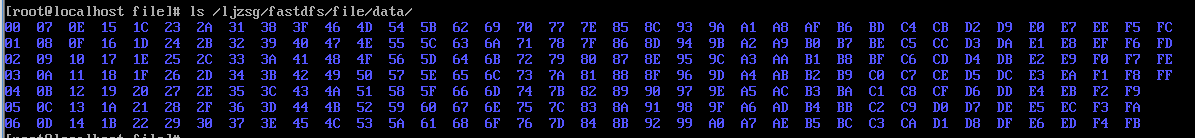 [root@localhost file]# ls /ljzsg/fastdfs/file/data/
00 07 0E 15 1C 23 2A 31 38 3F 46 4D 54 5B 62 69 70 77 7E 85 8C 93 9A A1 A8 AF B6 BD C4 CB D2 D9 E0 E7 EE F5 FC
01 08 0F 16 1D 24 2B 32 39 40 47 4E 55 5C 63 6A 71 78 7F 86 8D 94 9B A2 A9 B0 B7 BE C5 CC D3 DA E1 E8 EF F6 FD
02 09 10 17 1E 25 2C 33 3A 41 48 4F 56 5D 64 6B 72 79 80 87 8E 95 9C A3 AA B1 B8 BF C6 CD D4 DB E2 E9 F0 F7 FE
03 0A 11 18 1F 26 2D 34 3B 42 49 50 57 5E 65 6C 73 7A 81 88 8F 96 9D A4 AB B2 B9 C0 C7 CE D5 DC E3 EA F1 F8 FF
04 0B 12 19 20 27 2E 35 3C 43 4A 51 58 5F 66 6D 74 7B 82 89 90 97 9E A5 AC B3 BA C1 C8 CF D6 DD E4 EB F2 F9
05 0C 13 1A 21 28 2F 36 3D 44 4B 52 59 60 67 6E 75 7C 83 8A 91 98 9F A6 AD B4 BB C2 C9 D0 D7 DE E5 EC F3 FA
06 0D 14 1B 22 29 30 37 3E 45 4C 53 5A 61 68 6F 76 7D 84 8B 92 99 A0 A7 AE B5 BC C3 CA D1 D8 DF E6 ED F4 FB
[root@localhost file]#